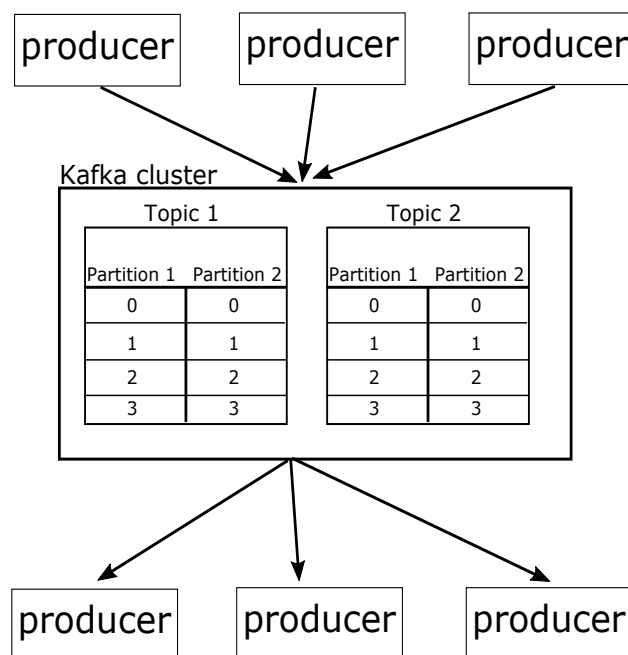 producer producer producer
Kafka cluster
Topic 1 Topic 2
Partition 1 Partition 2 Partition 1 Partition 2
0 0 0 0
1 1 1 1
2 2 2 2
3 3 3 3
producer producer producer